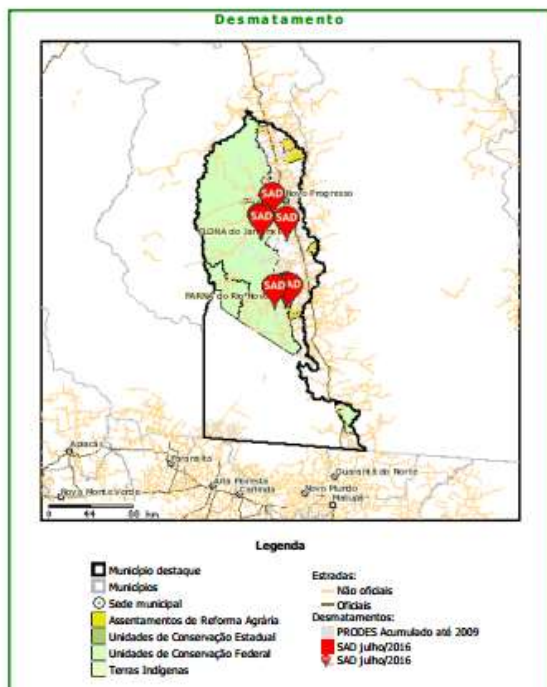 Desmatamento
SAD
Novo Progresso
SAD
SAD
FLONA do
SAD
PARNA do Rio Novo
Apiacás
Paranaíta
Guarantã do Norte
Alta Floresta
Carlinda
Novo Mundo
Nova Monte Verde
Matupá
44 88 km
Legenda
Município destaque
Municípios
Sede municipal
Assentamentos de Reforma Agrária
Unidades de Conservação Estadual
Unidades de Conservação Federal
Terras Indígenas
Estradas:
Não oficiais
Oficiais
Desmatamentos:
PRODES Acumulado até 2009
SAD julho/2016
SAD julho/2016